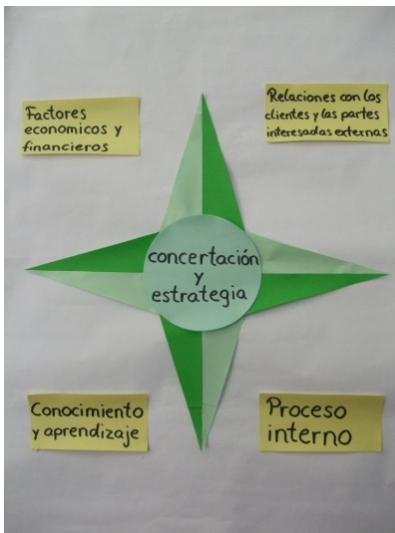 Factores
economicos y
financieros
Relaciones con los
clientes y las partes
interesadas externas
concertación
y
estrategia
Conocimiento
y aprendizaje
Proceso
interno